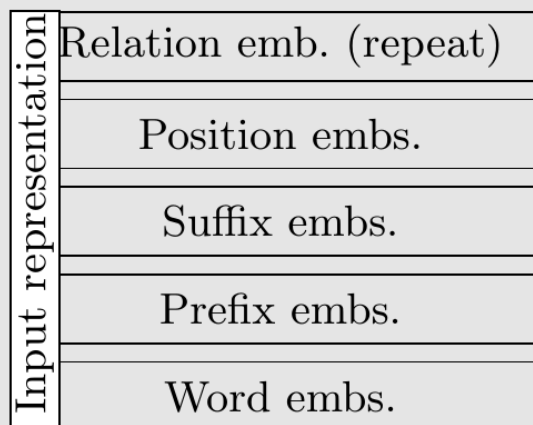 Input representation
Relation emb. (repeat)
Position embs.
Suffix embs.
Prefix embs.
Word embs.